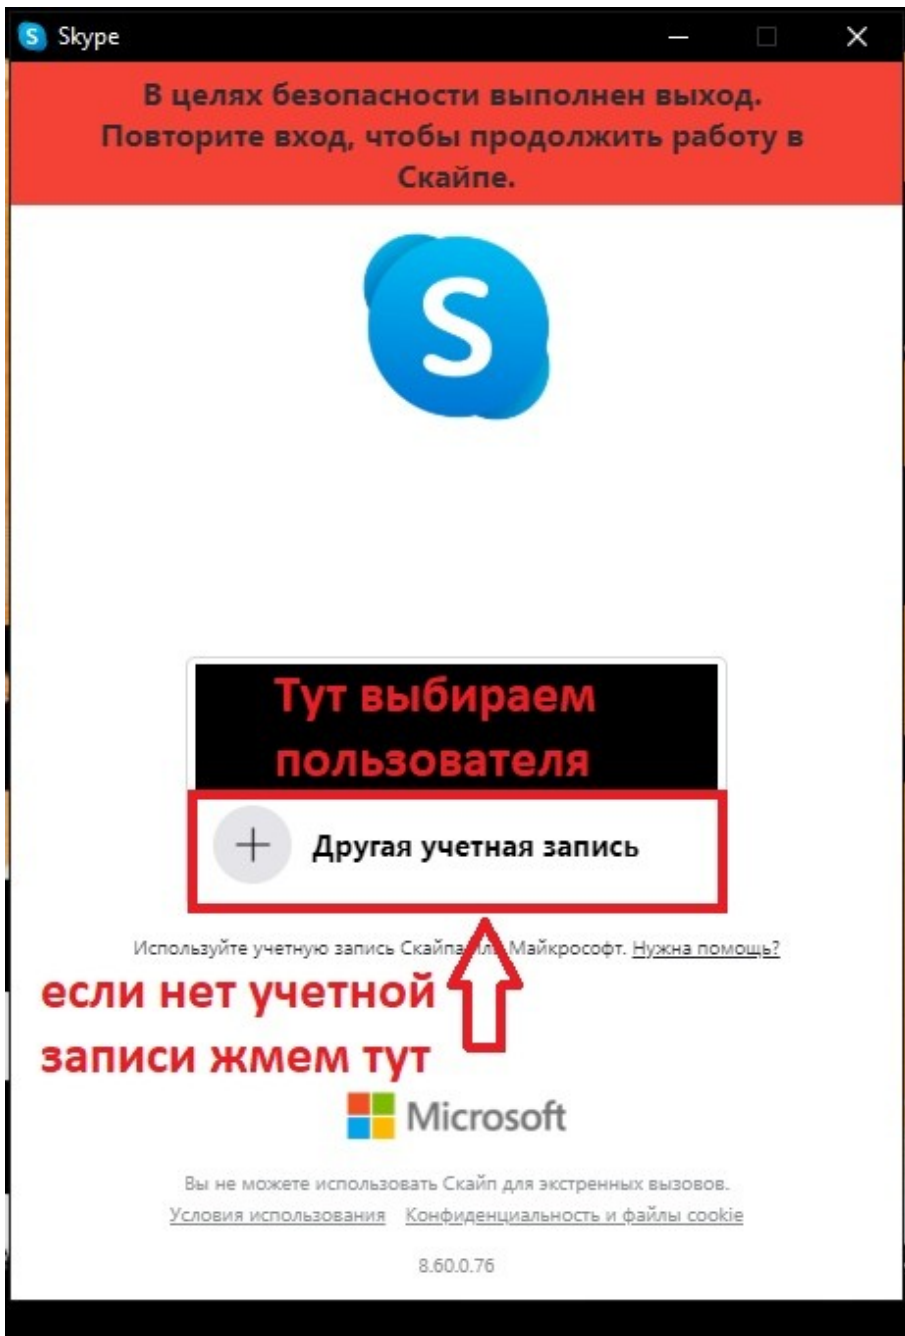 Skype
В целях безопасности выполнен выход.
Повторите вход, чтобы продолжить работу в
Скайпе.
S
Тут выбираем
пользователя
Другая учетная запись
Используйте учетную запись Скайпа Майкрософт. Нужна помощь?
если нет учетной
записи жмем тут
Microsoft
Вы не можете использовать Скайп для экстренных вызовов.
Условия использования Конфиденциальность и файлы cookie
8.60.0.76